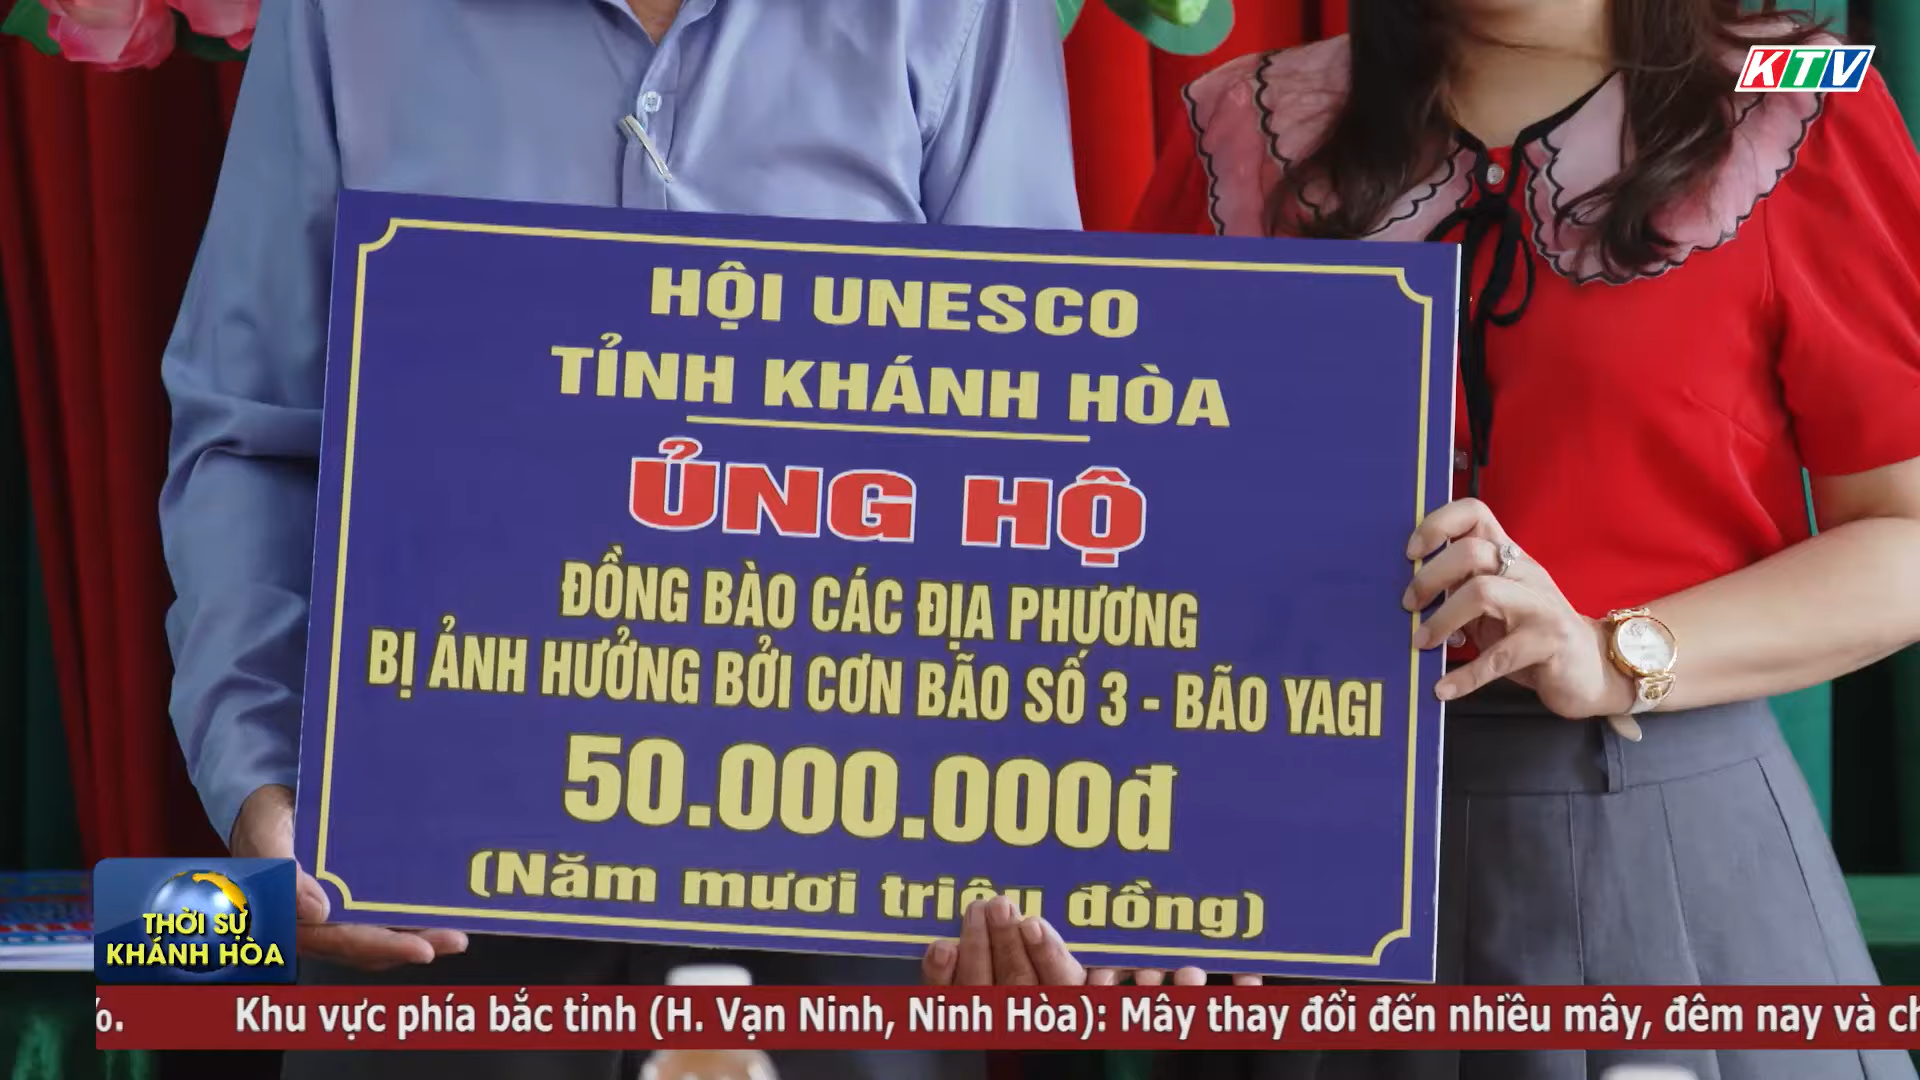 KTV
HỘI UNESCO
TỈNH KHÁNH HÒA
ỦNG HỘ
ĐỒNG BÀO CÁC ĐỊA PHƯƠNG
BỊ ẢNH HƯỞNG BỞI CƠN BÃO SỐ 3 - BÃO YAGI
50.000.000đ
(Năm mươi triệu đồng)
THỜI SỰ
KHÁNH HÒA
%. Khu vực phía bắc tỉnh (H. Vạn Ninh, Ninh Hòa): Mây thay đổi đến nhiều mây, đêm nay và